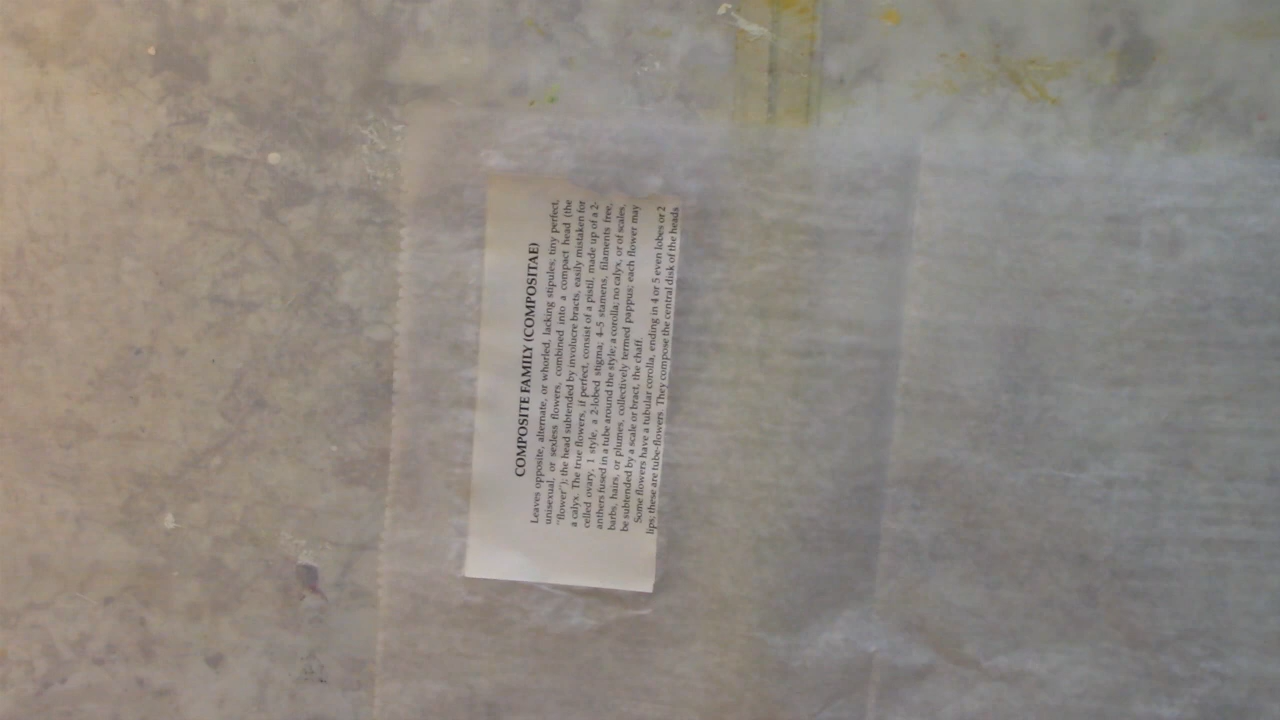 COMPOSITE FAMILY (COMPOSITAE)
Leaves opposite, alternate, or whorled, lacking stipules; tiny perfect,
unisexual, or sexless flowers, combined into a compact head (the
"flower"); the head subtended by involucre bracts, easily mistaken for
a calyx. The true flowers, if perfect, consist of a pistil, made up of a 2-
celled ovary, 1 style, a 2-lobed stigma; 4–5 stamens, filaments free,
anthers fused in a tube around the style; a corolla; no calyx, or of scales,
barbs, hairs, or plumes, collectively termed pappus; each flower may
be subtended by a scale or bract, the chaff.
Some flowers have a tubular corolla, ending in 4 or 5 even lobes or 2
lips; these are tube-flowers. They compose the central disk of the heads